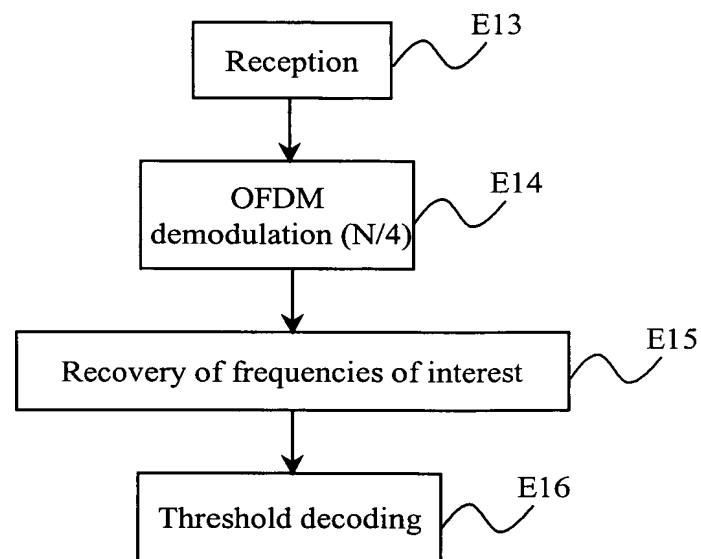 E13
Reception
E14
OFDM
demodulation (N/4)
E15
Recovery of frequencies of interest
E16
Threshold decoding